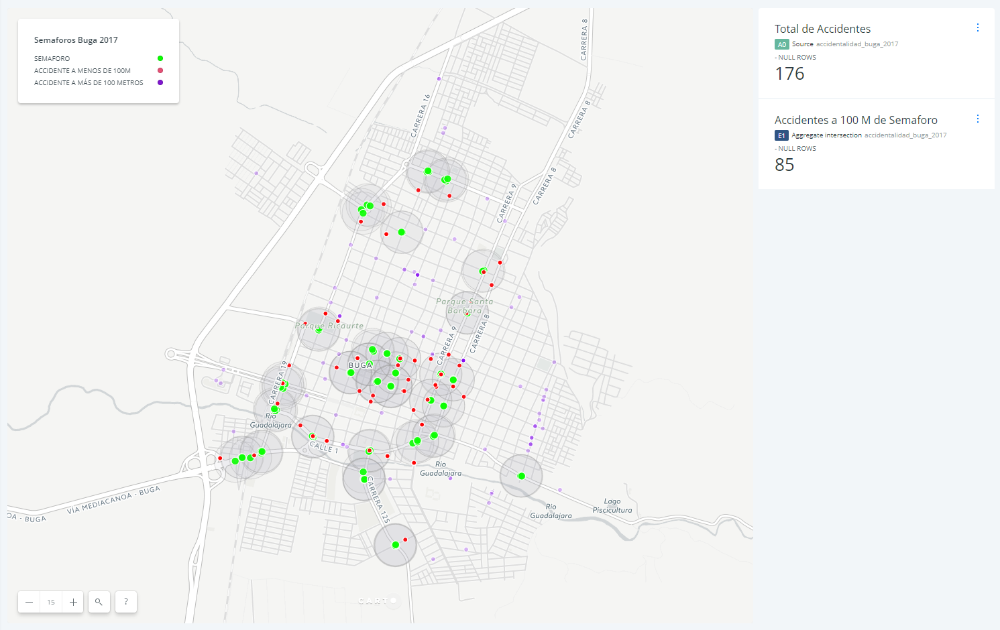 Semaforos Buga 2017
SEMAFORO
ACCIDENTE A MENOS DE 100M
ACCIDENTE A MÁS DE 100 METROS
Total de Accidentes
A0 Source accidentalidad_buga_2017
- NULL ROWS
176
Accidentes a 100 M de Semaforo
E1 Aggregate intersection accidentalidad_buga_2017
- NULL ROWS
85
CARRERA 8
CARRERA 16
CARRERA 8
CARRERA 8
CARRERA 9
Parque Santa
Barbara
Parque Ricaurte
CARRERA 8
CARRERA 9
BUGA
CARRERA 19
Rio
Guadalajara
CALLE 1
Rio
Guadalajara
CARRERA 12S
VÍA MEDIACANOA - BUGA
OA - BUGA
Rio
Guadalajara
Lago
Piscicultura
15
?
CARTO